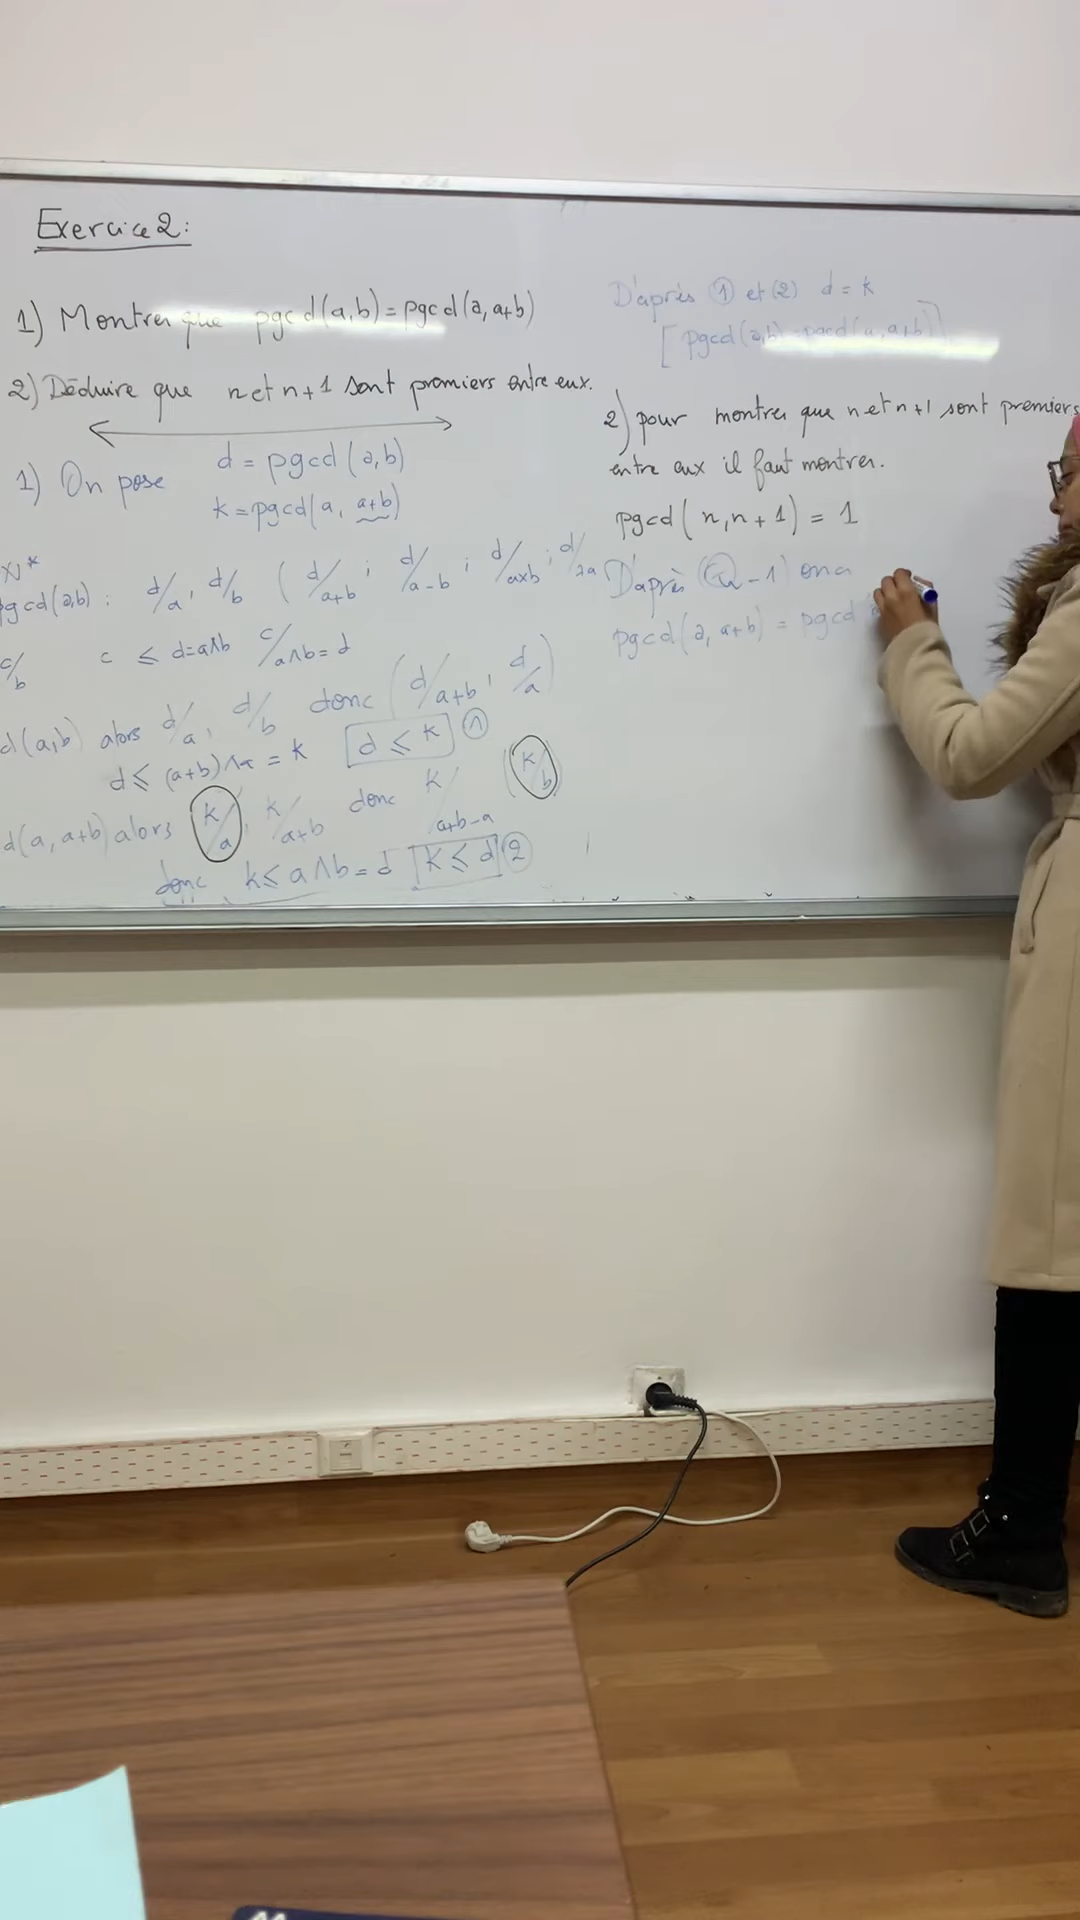 Exercice 2:
1) Montrer que pgcd(a,b) = pgcd(a, a+b)
2) Déduire que n et n+1 sont premiers entre eux.
1) On pose d = pgcd(a,b)
k = pgcd(a, a+b)
N*
pgcd(a,b) : d/a, d/b ( d/a+b ; d/a-b ; d/axb ; d/2a
c/b c ≤ d=a∧b c/a∧b=d
d(a,b) alors d/a, d/b donc (d/a+b, d/a)
d ≤ (a+b)∧a = k d ≤ k ①
d(a, a+b) alors k/a, k/a+b donc k/a+b-a (k/b)
donc k ≤ a∧b = d k ≤ d ②
D'après ① et (2) d = k
[pgcd(a,b) = pgcd(a, a+b)]
2) pour montrer que n et n+1 sont premiers
entre eux il faut montrer.
pgcd(n, n+1) = 1
D'après on a
pgcd(a, a+b) = pgcd